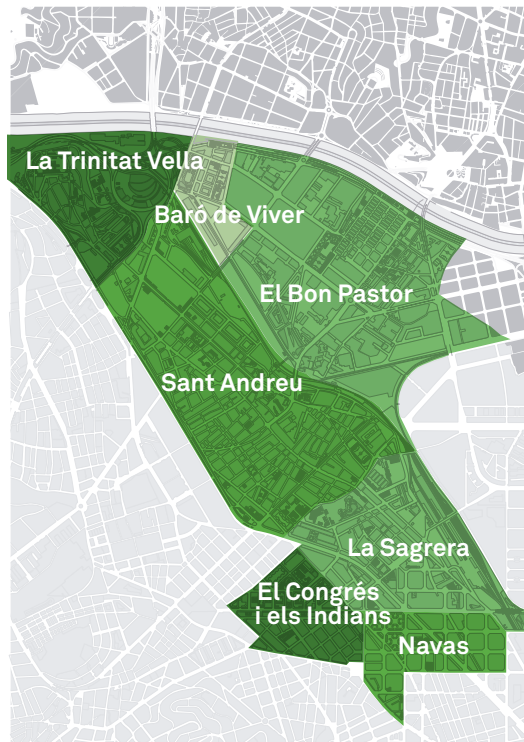 La Trinitat Vella
Baró de Viver
El Bon Pastor
Sant Andreu
La Sagrera
El Congrés
i els Indians
Navas